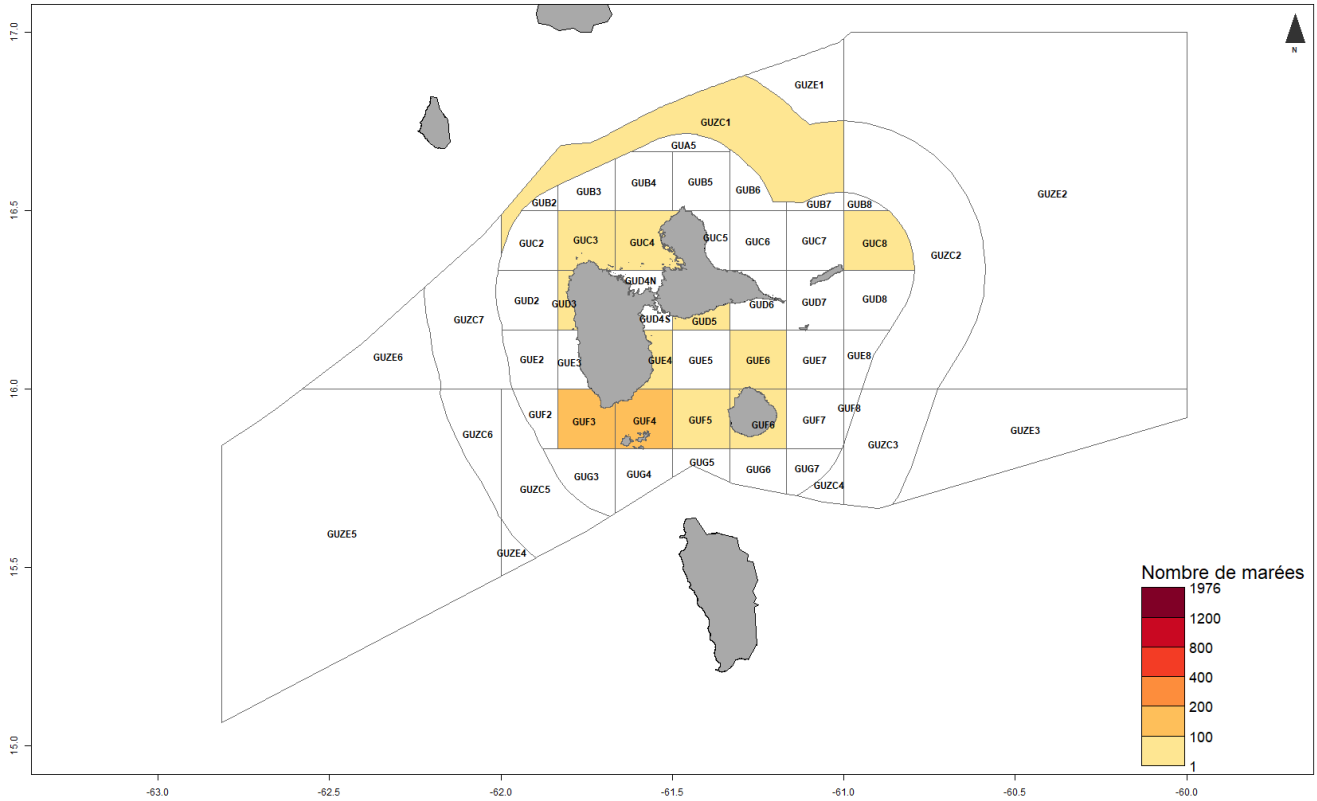 17.0
N
GUZE1
GUZC1
GUA5
GUB4
GUB5
GUB3
GUB6
GUZE2
GUB2
GUB7
GUB8
16.5
GUC2
GUC3
GUC4
GUC5
GUC6
GUC7
GUC8
GUZC2
GUD4N
GUD2
GUD3
GUD6
GUD7
GUD8
GUZC7
GUD4S
GUD5
GUZE6
GUE2
GUE3
GUE4
GUE5
GUE6
GUE7
GUE8
16.0
GUF2
GUF3
GUF4
GUF5
GUF6
GUF7
GUF8
GUZE3
GUZC6
GUZC3
GUG5
GUG3
GUG4
GUG6
GUG7
GUZC5
GUZC4
GUZE5
GUZE4
15.5
Nombre de marées
1976
1200
800
400
200
100
1
15.0
-63.0
-62.5
-62.0
-61.5
-61.0
-60.5
-60.0